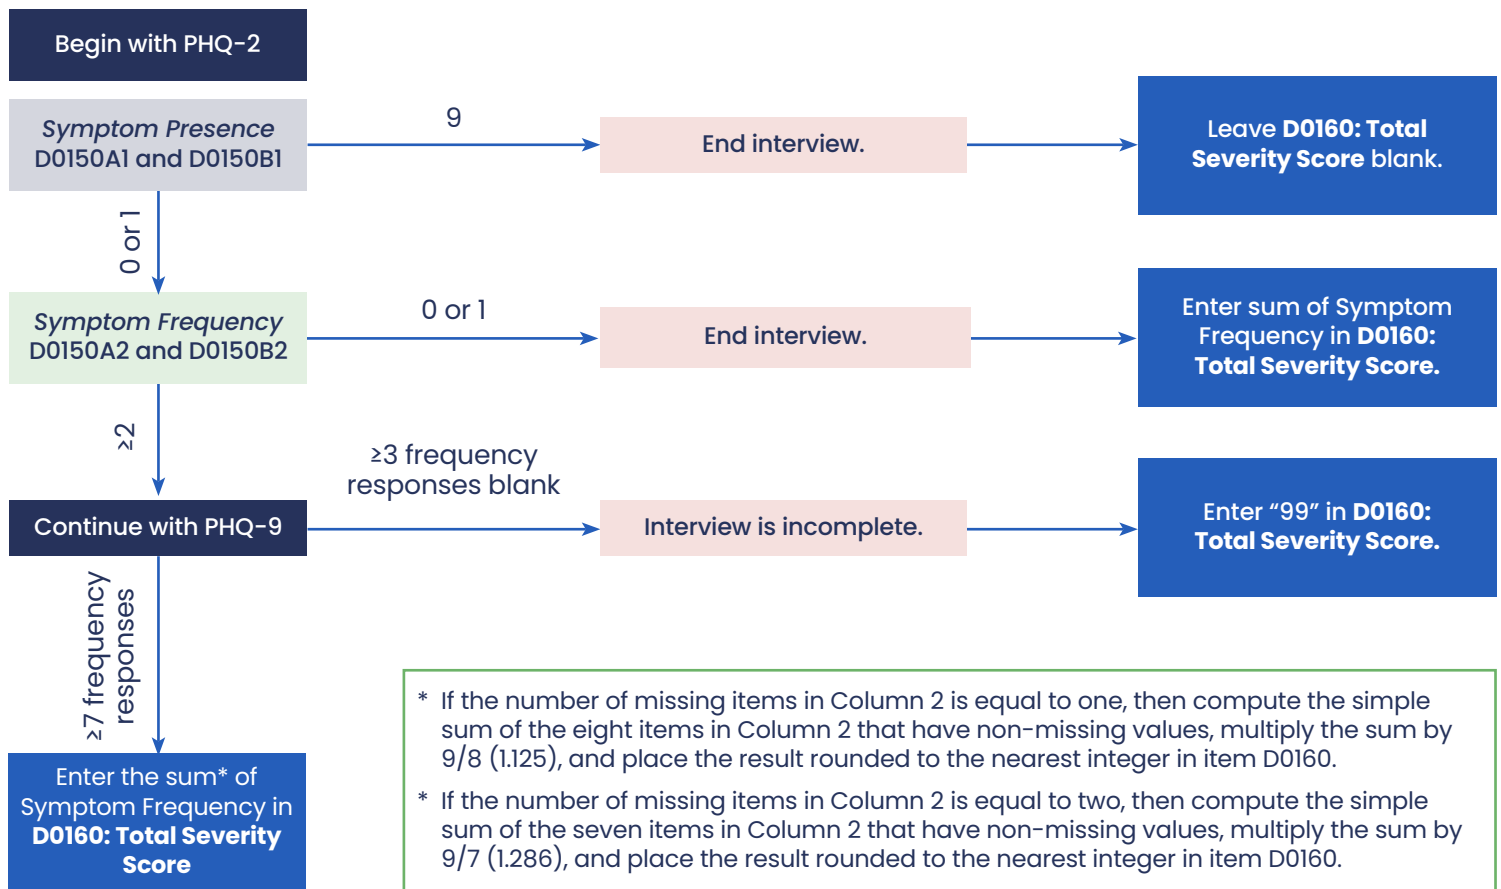 Begin with PHQ-2
Symptom Presence
D0150A1 and D0150B1
9
End interview.
Leave D0160: Total
Severity Score blank.
0 or 1
Symptom Frequency
D0150A2 and D0150B2
0 or 1
End interview.
Enter sum of Symptom
Frequency in D0160:
Total Severity Score.
≥2
Continue with PHQ-9
≥3 frequency
responses blank
Interview is incomplete.
Enter “99” in D0160:
Total Severity Score.
≥7 frequency
responses
Enter the sum* of
Symptom Frequency in
D0160: Total Severity
Score
* If the number of missing items in Column 2 is equal to one, then compute the simple
sum of the eight items in Column 2 that have non-missing values, multiply the sum by
9/8 (1.125), and place the result rounded to the nearest integer in item D0160.
* If the number of missing items in Column 2 is equal to two, then compute the simple
sum of the seven items in Column 2 that have non-missing values, multiply the sum by
9/7 (1.286), and place the result rounded to the nearest integer in item D0160.